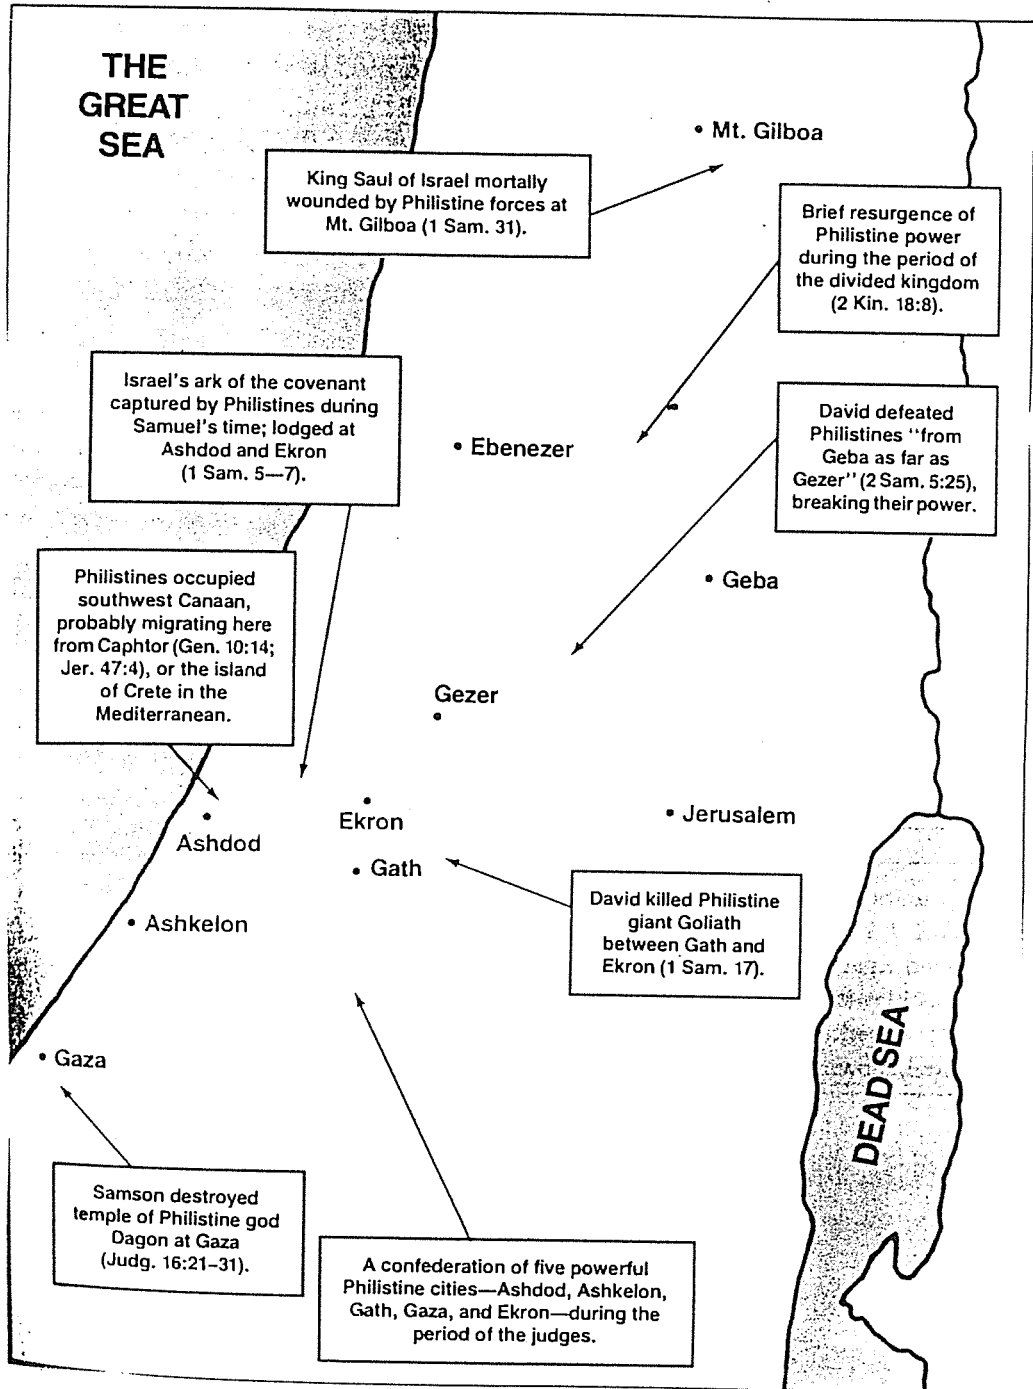 THE
GREAT
SEA
Mt. Gilboa
King Saul of Israel mortally
wounded by Philistine forces at
Mt. Gilboa (1 Sam. 31).
Brief resurgence of
Philistine power
during the period of
the divided kingdom
(2 Kin. 18:8).
Israel's ark of the covenant
captured by Philistines during
Samuel's time; lodged at
Ashdod and Ekron
(1 Sam. 5—7).
Ebenezer
David defeated
Philistines "from
Geba as far as
Gezer" (2 Sam. 5:25),
breaking their power.
Philistines occupied
southwest Canaan,
probably migrating here
from Caphtor (Gen. 10:14;
Jer. 47:4), or the island
of Crete in the
Mediterranean.
Geba
Gezer
Ashdod
Ekron
Jerusalem
Gath
Ashkelon
David killed Philistine
giant Goliath
between Gath and
Ekron (1 Sam. 17).
Gaza
DEAD SEA
Samson destroyed
temple of Philistine god
Dagon at Gaza
(Judg. 16:21–31).
A confederation of five powerful
Philistine cities—Ashdod, Ashkelon,
Gath, Gaza, and Ekron—during the
period of the judges.